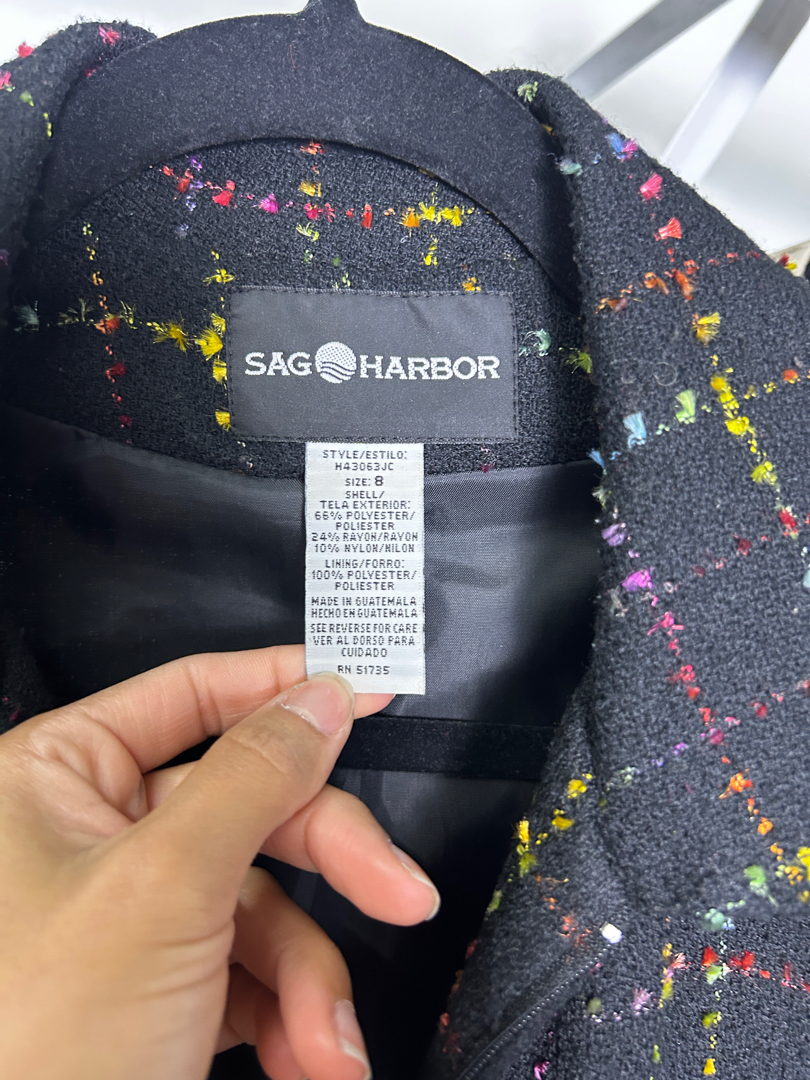 SAG HARBOR
STYLE/ESTILO:
H43063JC
SIZE: 8
SHELL/
TELA EXTERIOR:
66% POLYESTER/
POLIESTER
24% RAYON/RAYON
10% NYLON/NILON
LINING/FORRO:
100% POLYESTER/
POLIESTER
MADE IN GUATEMALA
HECHO EN GUATEMALA
SEE REVERSE FOR CARE
VER AL DORSO PARA
CUIDADO
RN 51735